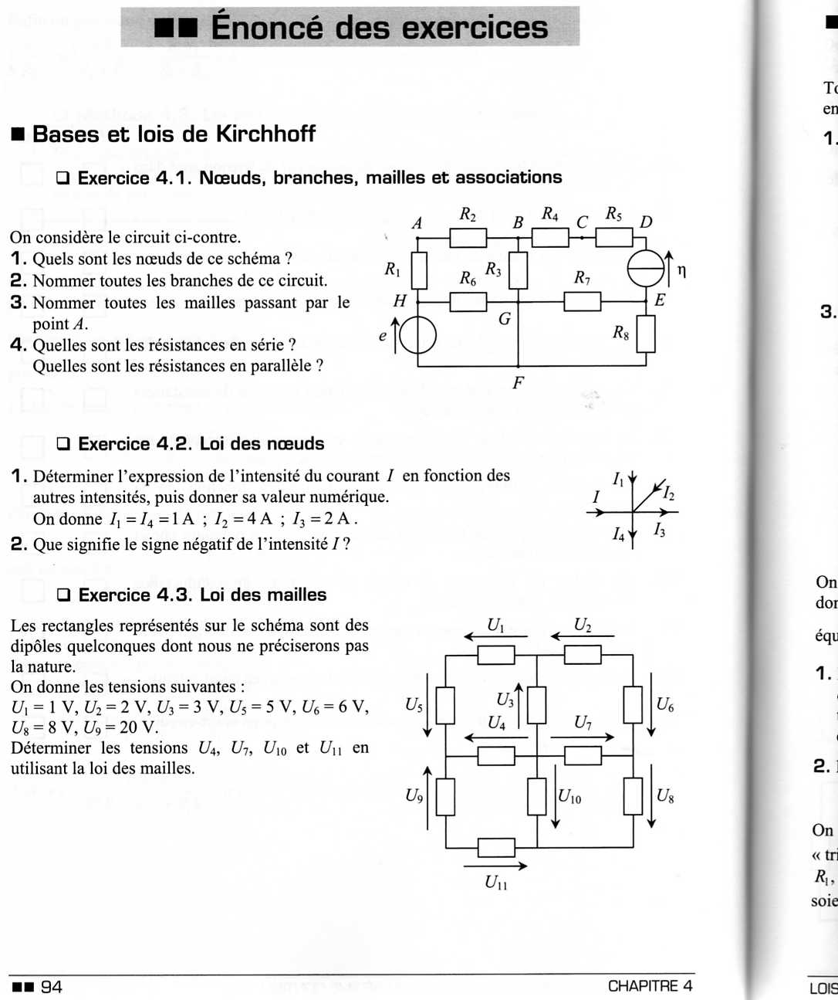 Énoncé des exercices
Bases et lois de Kirchhoff
❑ Exercice 4.1. Nœuds, branches, mailles et associations
On considère le circuit ci-contre.
1. Quels sont les nœuds de ce schéma ?
2. Nommer toutes les branches de ce circuit.
3. Nommer toutes les mailles passant par le
point A.
4. Quelles sont les résistances en série ?
Quelles sont les résistances en parallèle ?
A R2 B R4 C R5 D
R1 R6 R3 R7 η
H G E
e R8
F
❑ Exercice 4.2. Loi des nœuds
1. Déterminer l'expression de l'intensité du courant I en fonction des
autres intensités, puis donner sa valeur numérique.
On donne I1 = I4 = 1 A ; I2 = 4 A ; I3 = 2 A .
2. Que signifie le signe négatif de l'intensité I ?
I1 I2
I
I4 I3
❑ Exercice 4.3. Loi des mailles
Les rectangles représentés sur le schéma sont des
dipôles quelconques dont nous ne préciserons pas
la nature.
On donne les tensions suivantes :
U1 = 1 V, U2 = 2 V, U3 = 3 V, U5 = 5 V, U6 = 6 V,
U8 = 8 V, U9 = 20 V.
Déterminer les tensions U4, U7, U10 et U11 en
utilisant la loi des mailles.
U1 U2
U5 U3 U6
U4 U7
U9 U10 U8
U11
94
CHAPITRE 4
1.
3.
On
équ
1.
2.
On
« tri
R1,
soie
LOIS